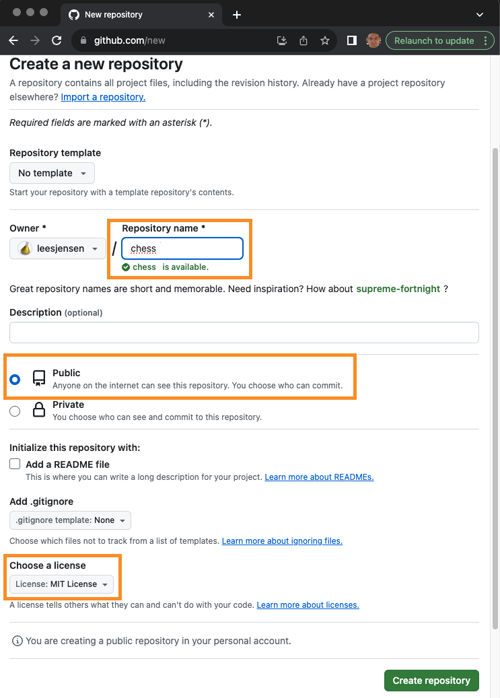 New repository
github.com/new
Relaunch to update
Create a new repository
A repository contains all project files, including the revision history. Already have a project repository
elsewhere? Import a repository.
Required fields are marked with an asterisk (*).
Repository template
No template
Start your repository with a template repository's contents.
Owner * Repository name *
leesjensen / chess
chess is available.
Great repository names are short and memorable. Need inspiration? How about supreme-fortnight ?
Description (optional)
Public
Anyone on the internet can see this repository. You choose who can commit.
Private
You choose who can see and commit to this repository.
Initialize this repository with:
Add a README file
This is where you can write a long description for your project. Learn more about READMEs.
Add .gitignore
.gitignore template: None
Choose which files not to track from a list of templates. Learn more about ignoring files.
Choose a license
License: MIT License
A license tells others what they can and can't do with your code. Learn more about licenses.
You are creating a public repository in your personal account.
Create repository